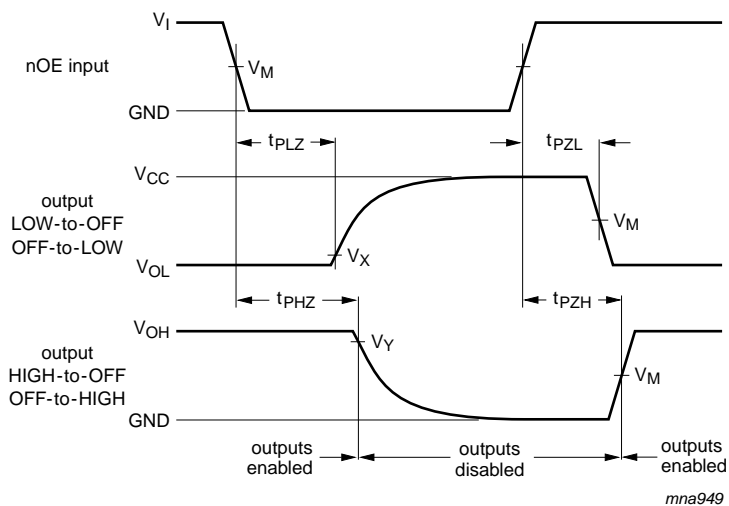 VI
nOE input
VM
GND
tPLZ
tPZL
VCC
output
LOW-to-OFF
OFF-to-LOW
VM
VX
VOL
tPHZ
tPZH
VOH
output
HIGH-to-OFF
OFF-to-HIGH
VY
VM
GND
outputs
enabled
outputs
disabled
outputs
enabled
mna949